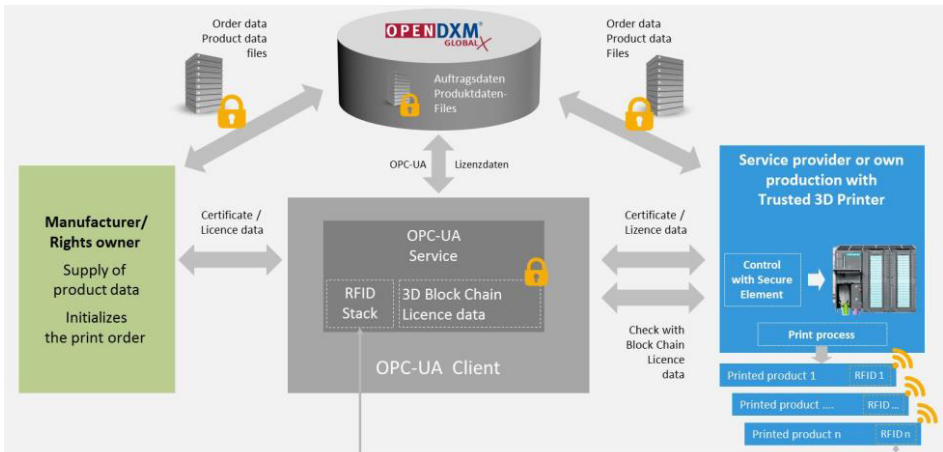 Order data
Product data
files
OPENDXM®
GLOBAL X
Auftragsdaten
Produktdaten-
Files
Order data
Product data
Files
OPC-UA
Lizenzdaten
Manufacturer/
Rights owner
Supply of
product data
Initializes
the print order
Certificate /
Licence data
OPC-UA
Service
RFID
Stack
3D Block Chain
Licence data
OPC-UA Client
Certificate /
Lizence data
Check with
Block Chain
Licence
data
Service provider or own
production with
Trusted 3D Printer
Control
with Secure
Element
SIEMENS
Print process
Printed product 1
RFID 1
Printed product ....
RFID ...
Printed product n
RFID n